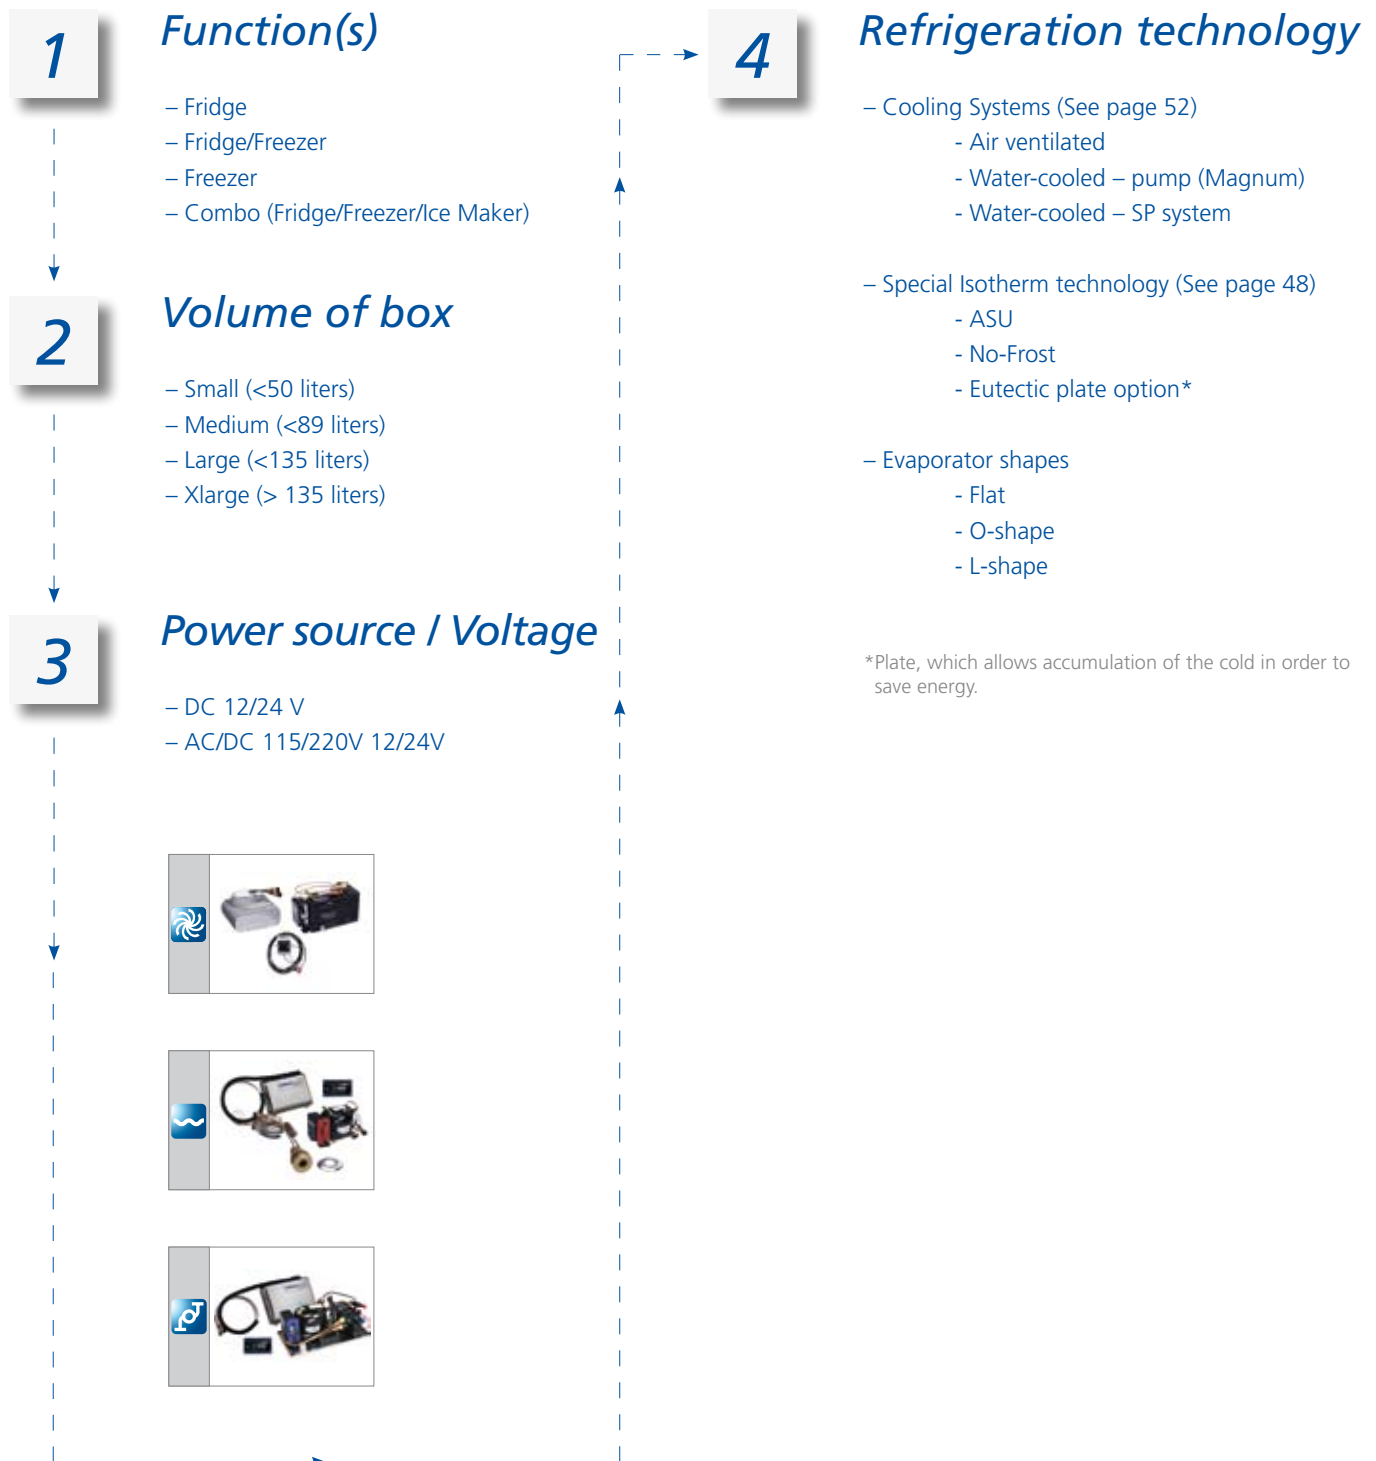 1
Function(s)
– Fridge
– Fridge/Freezer
– Freezer
– Combo (Fridge/Freezer/Ice Maker)
2
Volume of box
– Small (<50 liters)
– Medium (<89 liters)
– Large (<135 liters)
– Xlarge (> 135 liters)
3
Power source / Voltage
– DC 12/24 V
– AC/DC 115/220V 12/24V
4
Refrigeration technology
– Cooling Systems (See page 52)
- Air ventilated
- Water-cooled – pump (Magnum)
- Water-cooled – SP system
– Special Isotherm technology (See page 48)
- ASU
- No-Frost
- Eutectic plate option*
– Evaporator shapes
- Flat
- O-shape
- L-shape
*Plate, which allows accumulation of the cold in order to
save energy.